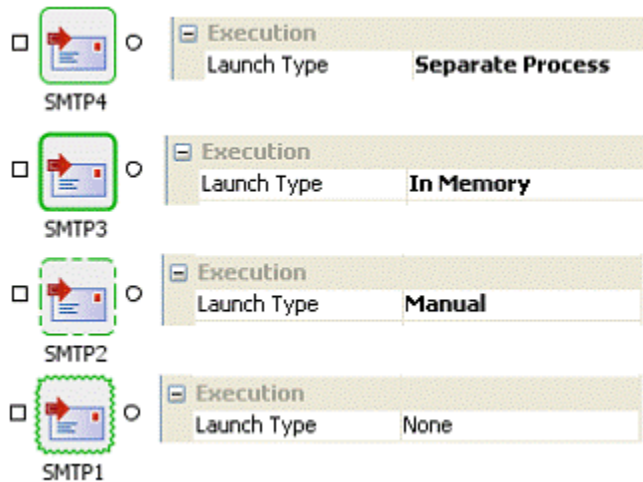 Execution
Launch Type Separate Process
SMTP4
Execution
Launch Type In Memory
SMTP3
Execution
Launch Type Manual
SMTP2
Execution
Launch Type None
SMTP1